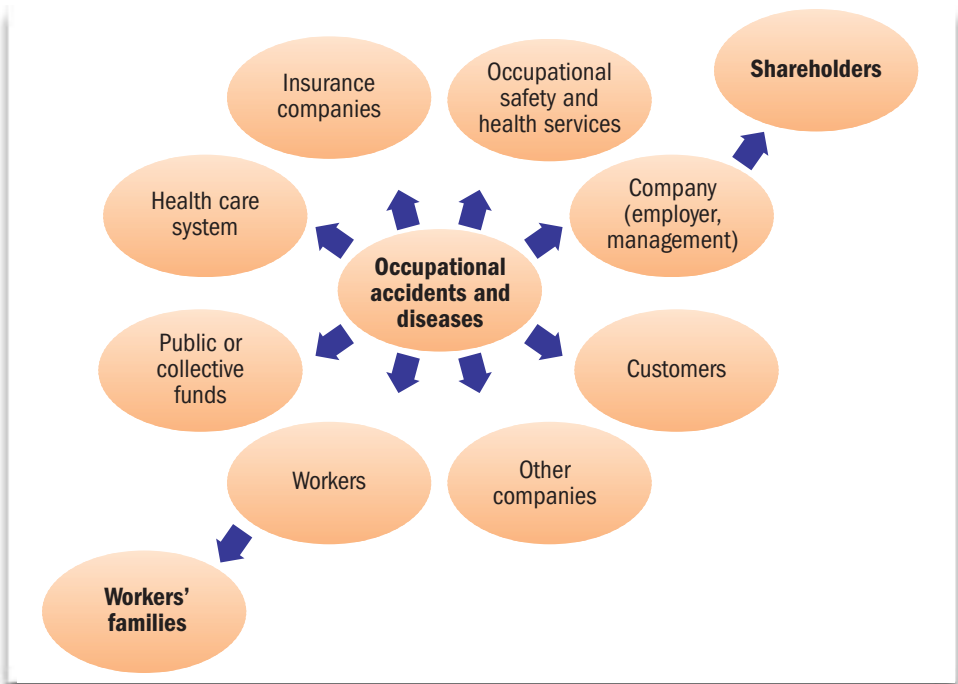 Shareholders
Insurance
companies
Occupational
safety and
health services
Health care
system
Company
(employer,
management)
Occupational
accidents and
diseases
Public or
collective
funds
Customers
Workers
Other
companies
Workers’
families